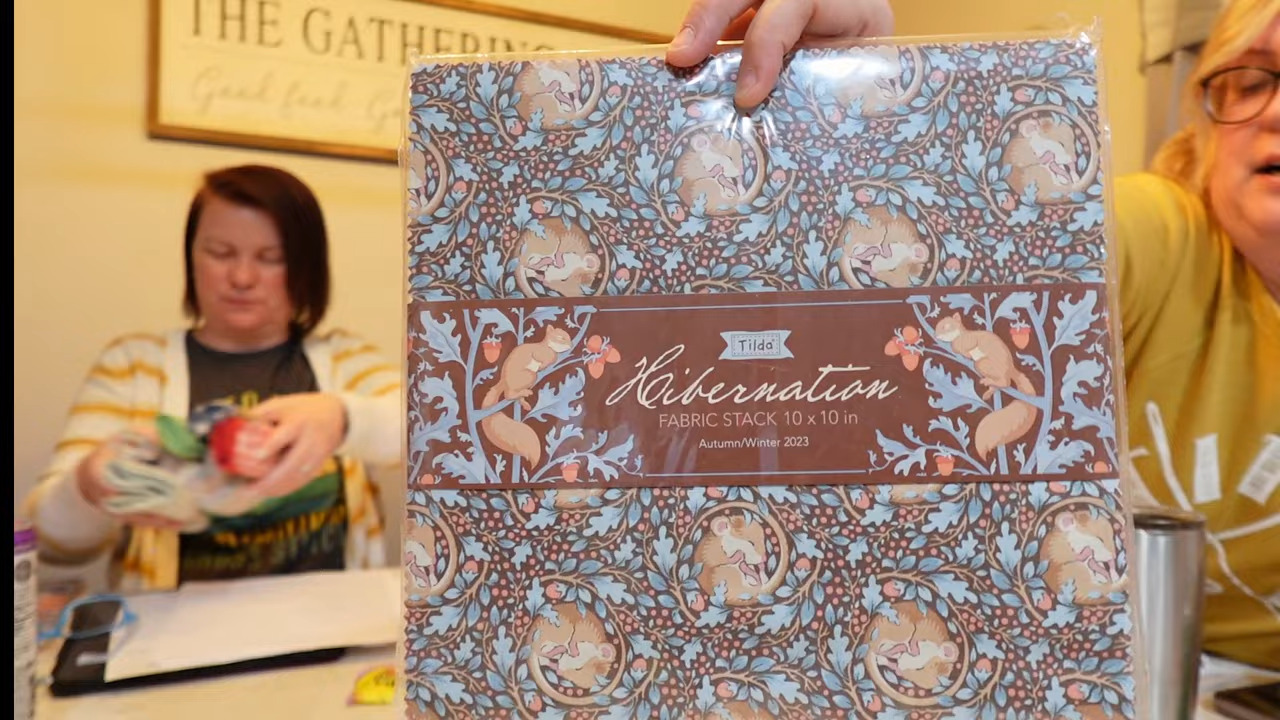 THE GATHERING
Tilda
Hibernation
FABRIC STACK 10 x 10 in
Autumn/Winter 2023